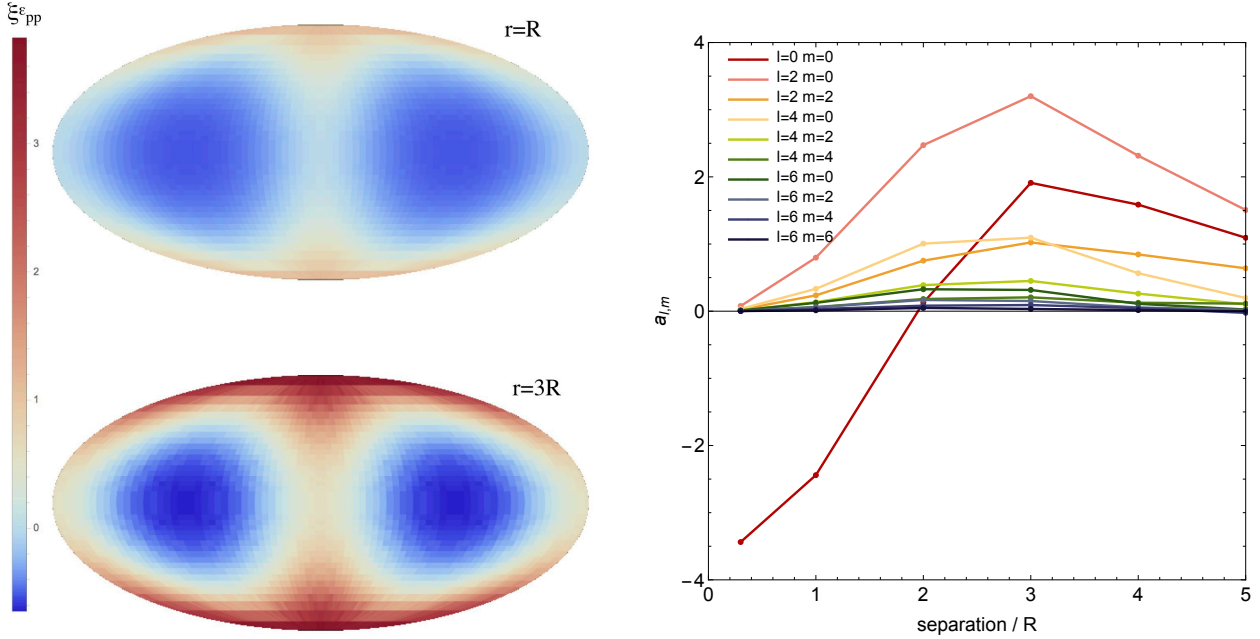 ξ^ε_pp
r=R
3
2
1
0
r=3R
4
2
0
−2
−4
a_{l,m}
l=0 m=0
l=2 m=0
l=2 m=2
l=4 m=0
l=4 m=2
l=4 m=4
l=6 m=0
l=6 m=2
l=6 m=4
l=6 m=6
0 1 2 3 4 5
separation / R